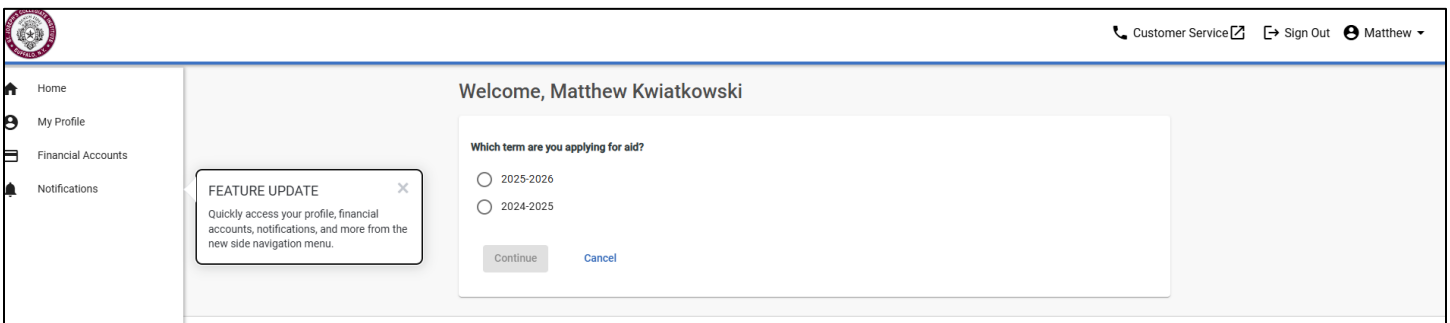 Customer Service
Sign Out
Matthew
Home
My Profile
Financial Accounts
Notifications
FEATURE UPDATE
Quickly access your profile, financial
accounts, notifications, and more from the
new side navigation menu.
Welcome, Matthew Kwiatkowski
Which term are you applying for aid?
2025-2026
2024-2025
Continue
Cancel